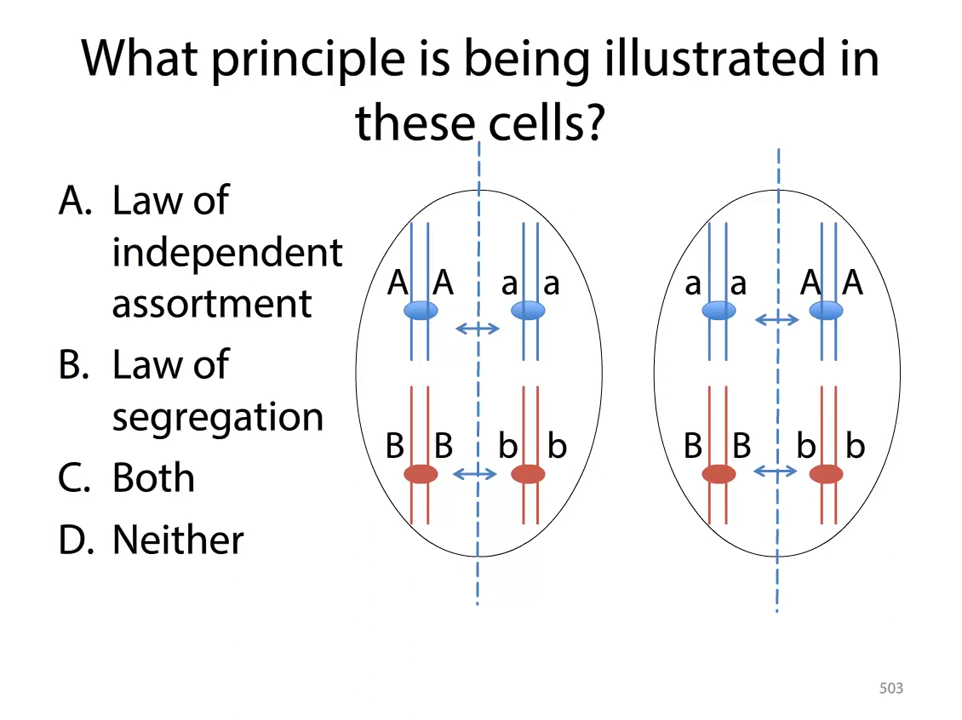 What principle is being illustrated in
these cells?
A. Law of
independent
assortment
B. Law of
segregation
C. Both
D. Neither
A A a a
B B b b
a a A A
B B b b
503